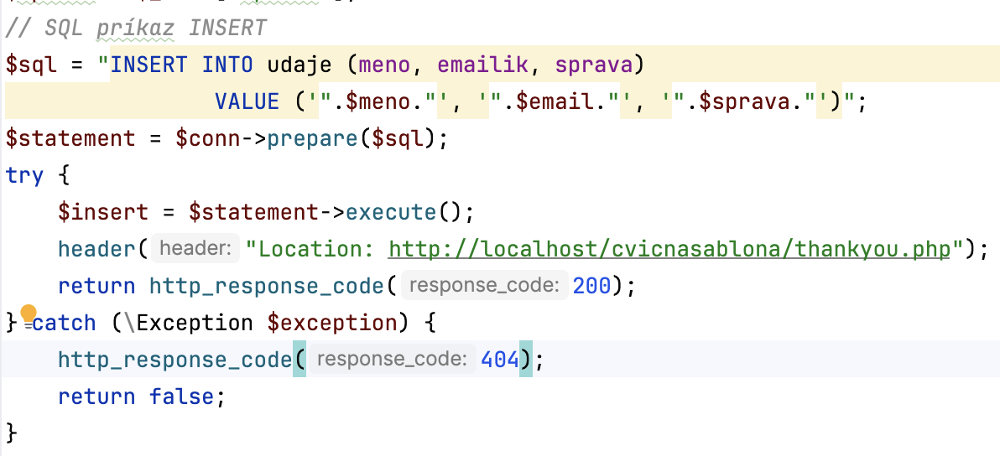 // SQL príkaz INSERT
$sql = "INSERT INTO udaje (meno, emailik, sprava)
VALUE ('".$meno."', '".$email."', '".$sprava."')";
$statement = $conn->prepare($sql);
try {
$insert = $statement->execute();
header( header: "Location: http://localhost/cvicnasablona/thankyou.php");
return http_response_code( response_code: 200);
} catch (\Exception $exception) {
http_response_code( response_code: 404);
return false;
}